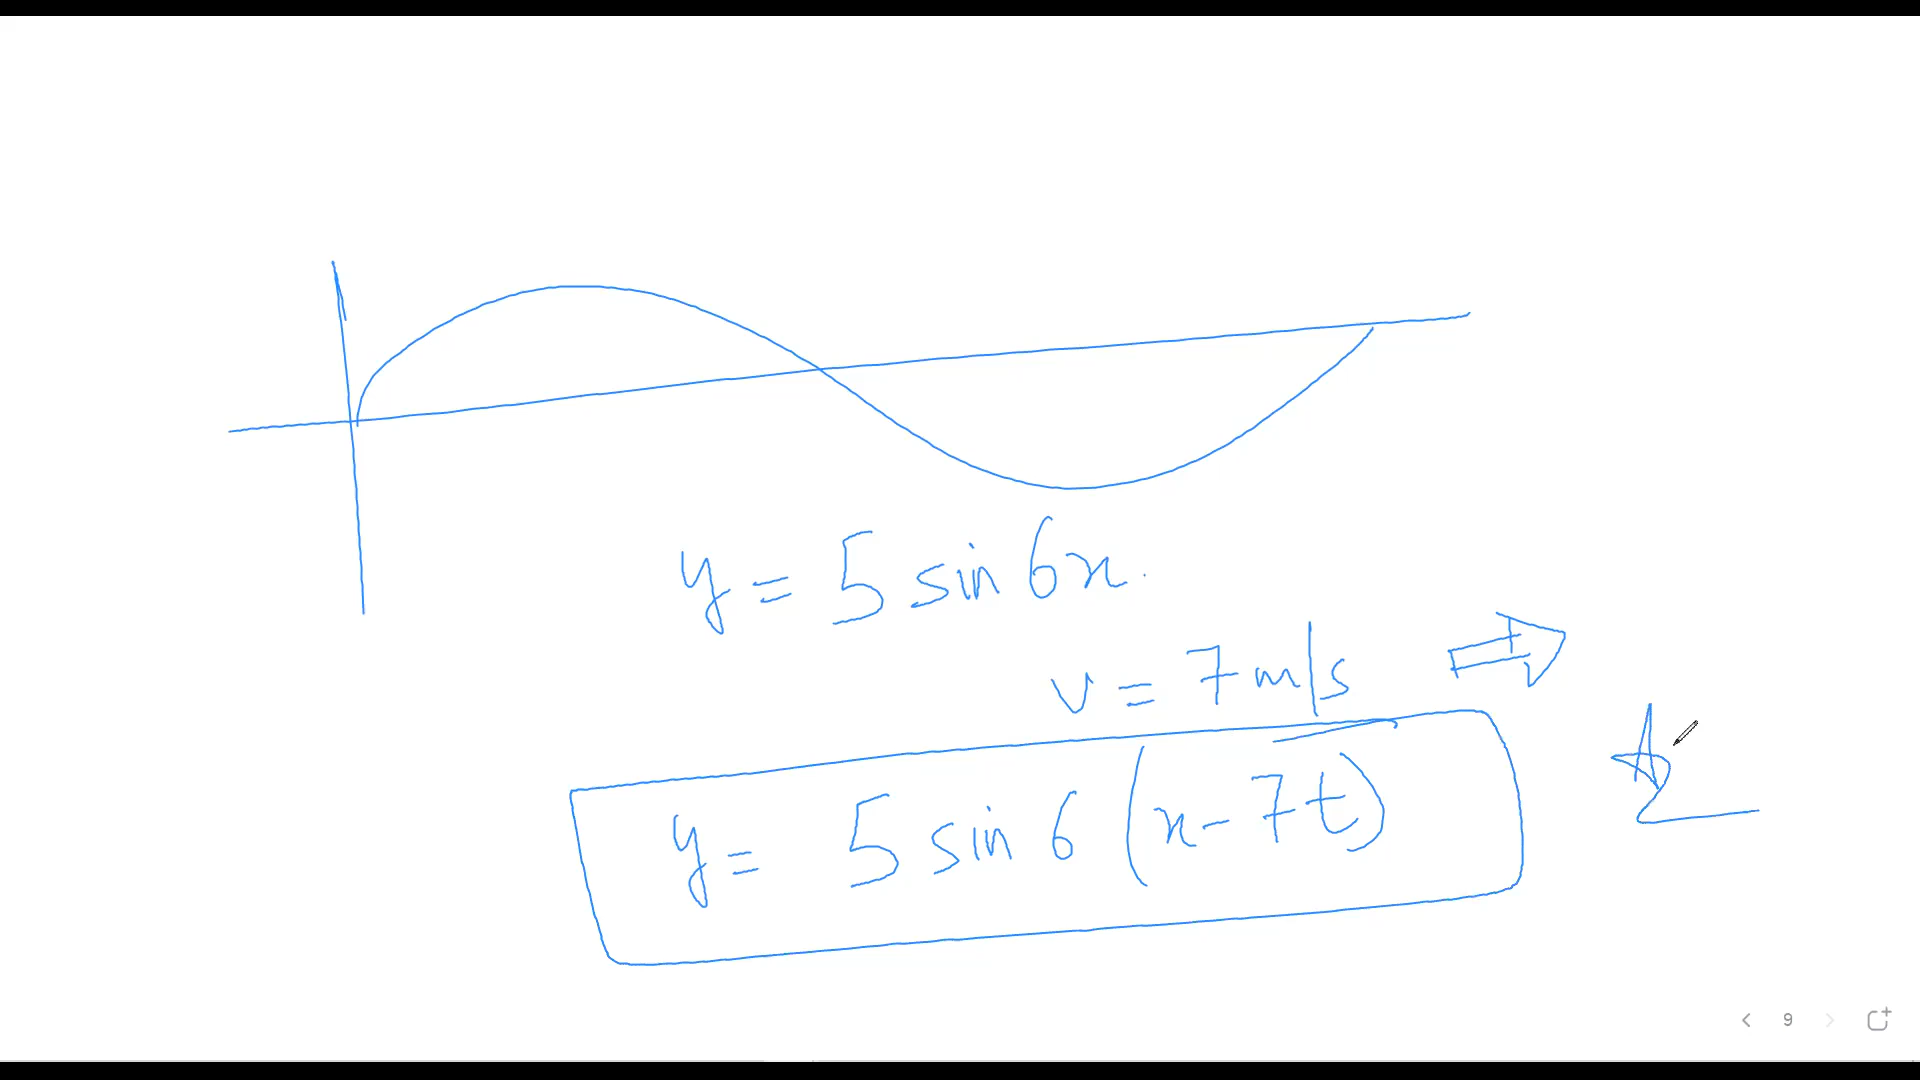 y = 5 sin 6x.
v = 7 m/s
y = 5 sin 6 (x - 7t)
9